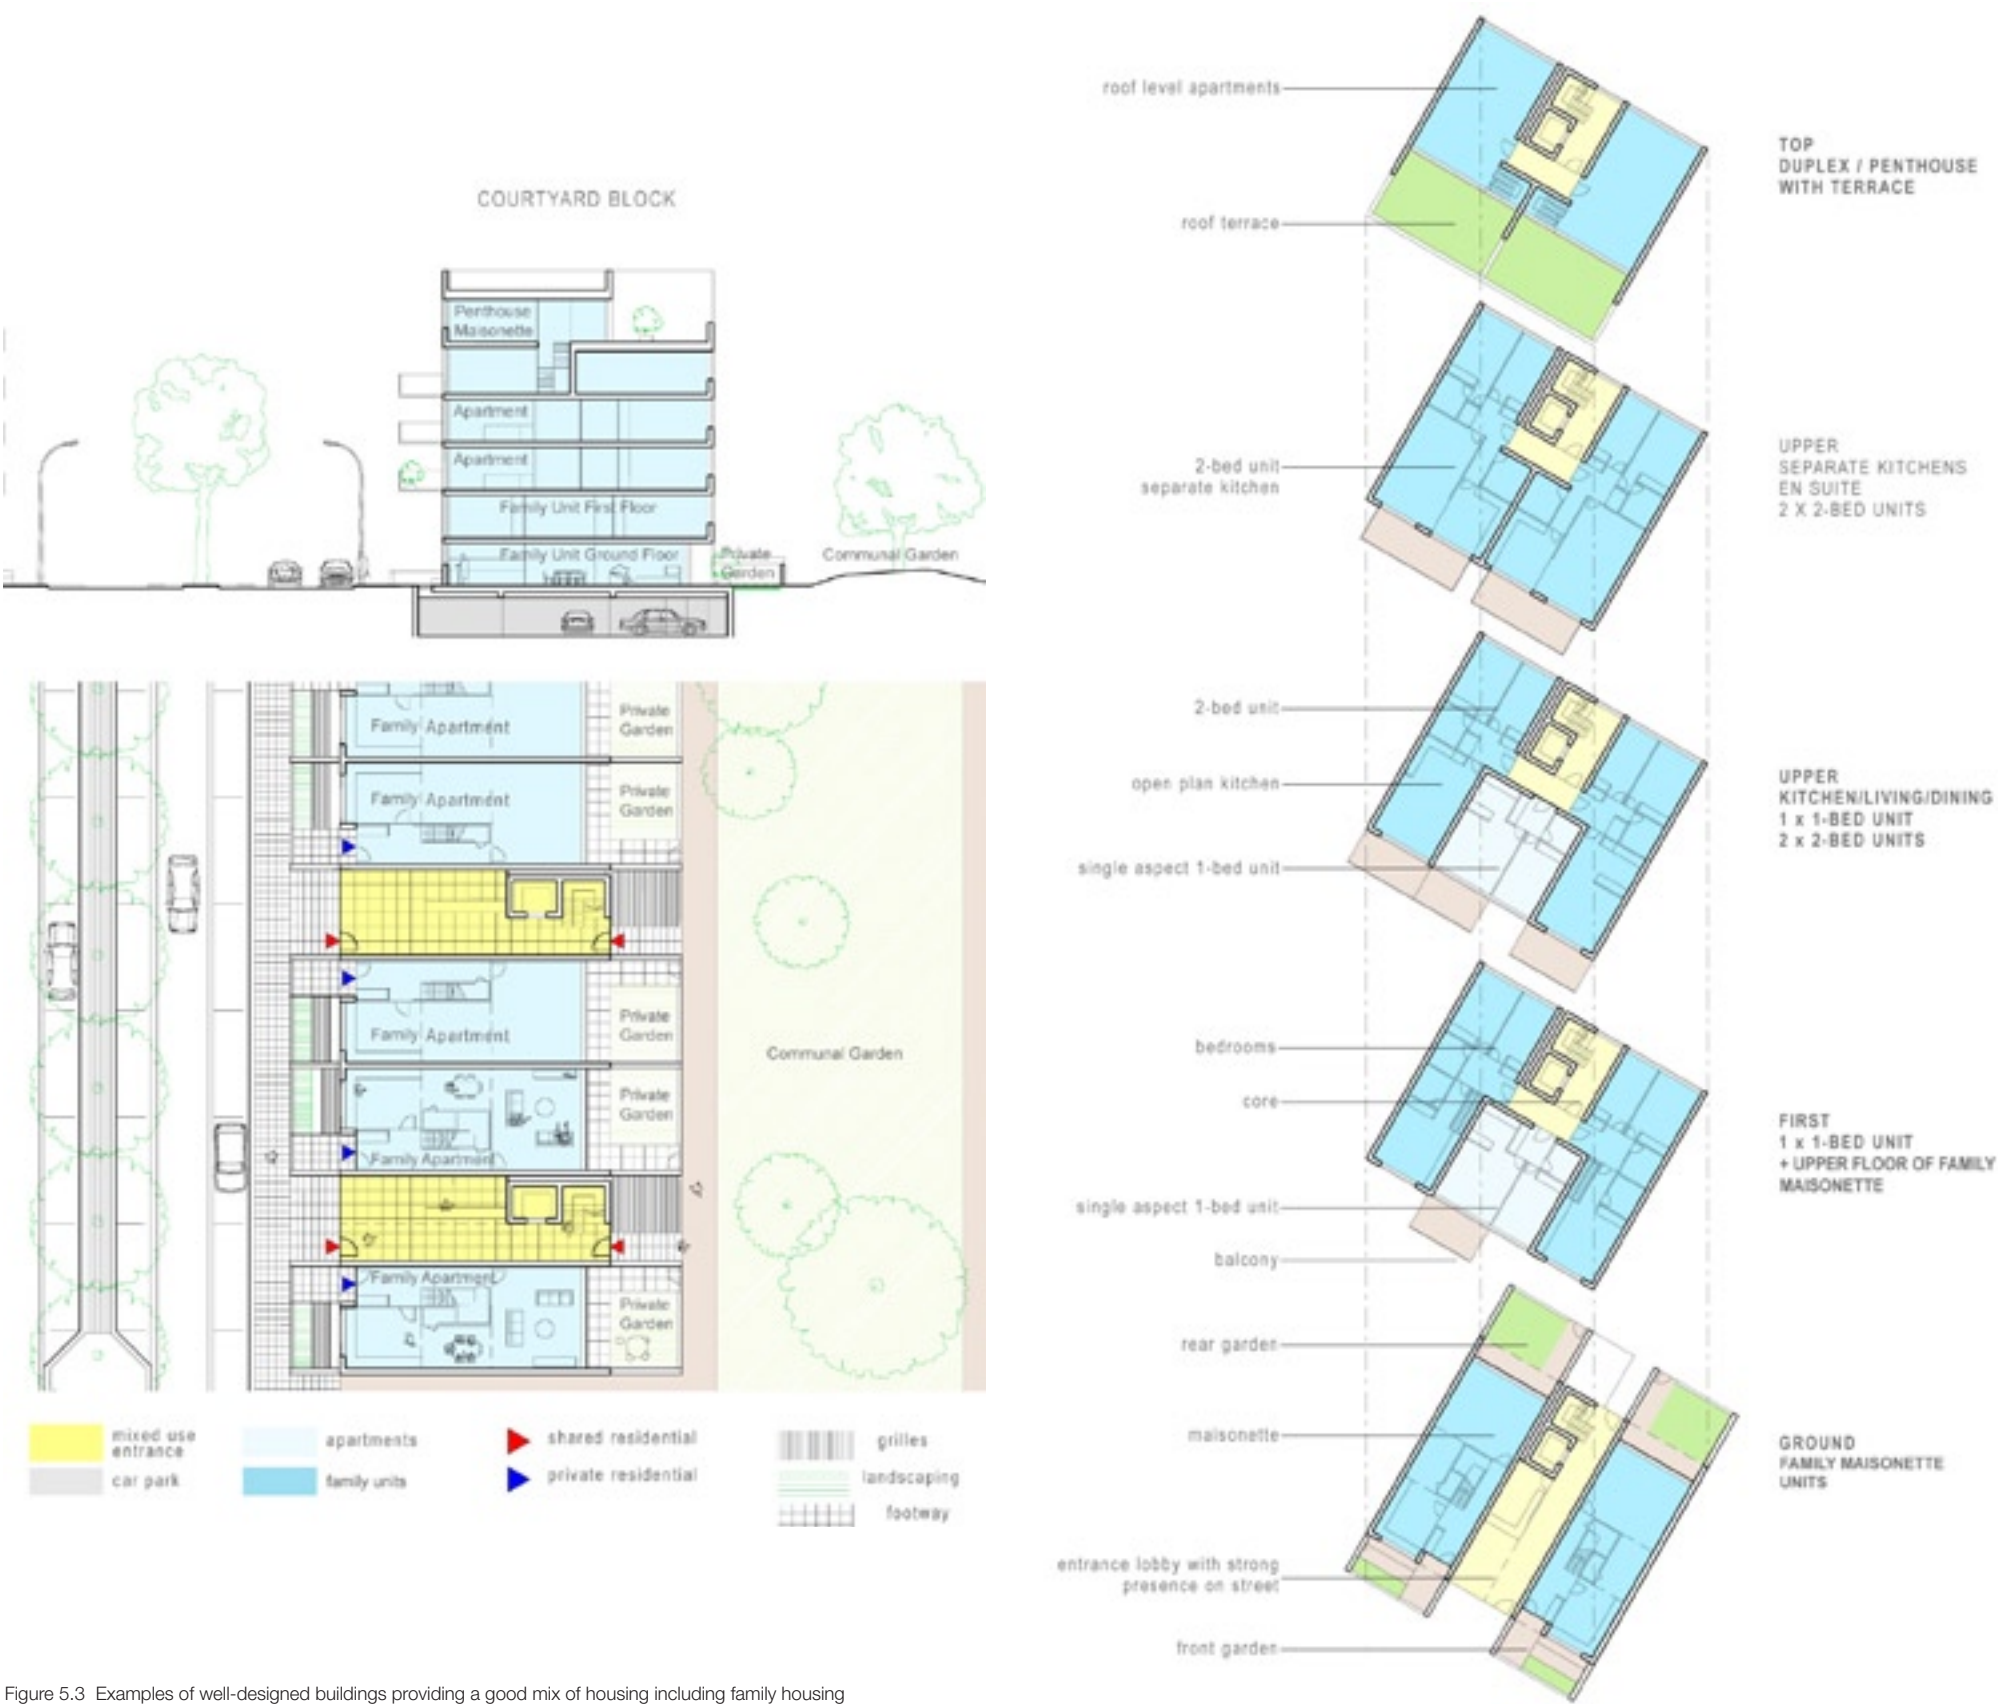 COURTYARD BLOCK
Penthouse
Maisonette
Apartment
Apartment
Family Unit First Floor
Family Unit Ground Floor
Private
Garden
Communal Garden
Family Apartment
Private
Garden
Family Apartment
Private
Garden
Family Apartment
Private
Garden
Communal Garden
Family Apartment
Private
Garden
Family Apartment
Private
Garden
mixed use
entrance
car park
apartments
family units
shared residential
private residential
grilles
landscaping
footway
roof level apartments
roof terrace
TOP
DUPLEX / PENTHOUSE
WITH TERRACE
2-bed unit
separate kitchen
UPPER
SEPARATE KITCHENS
EN SUITE
2 X 2-BED UNITS
2-bed unit
open plan kitchen
single aspect 1-bed unit
UPPER
KITCHEN/LIVING/DINING
1 x 1-BED UNIT
2 x 2-BED UNITS
bedrooms
core
single aspect 1-bed unit
balcony
FIRST
1 x 1-BED UNIT
+ UPPER FLOOR OF FAMILY
MAISONETTE
rear garden
maisonette
entrance lobby with strong
presence on street
front garden
GROUND
FAMILY MAISONETTE
UNITS
Figure 5.3 Examples of well-designed buildings providing a good mix of housing including family housing